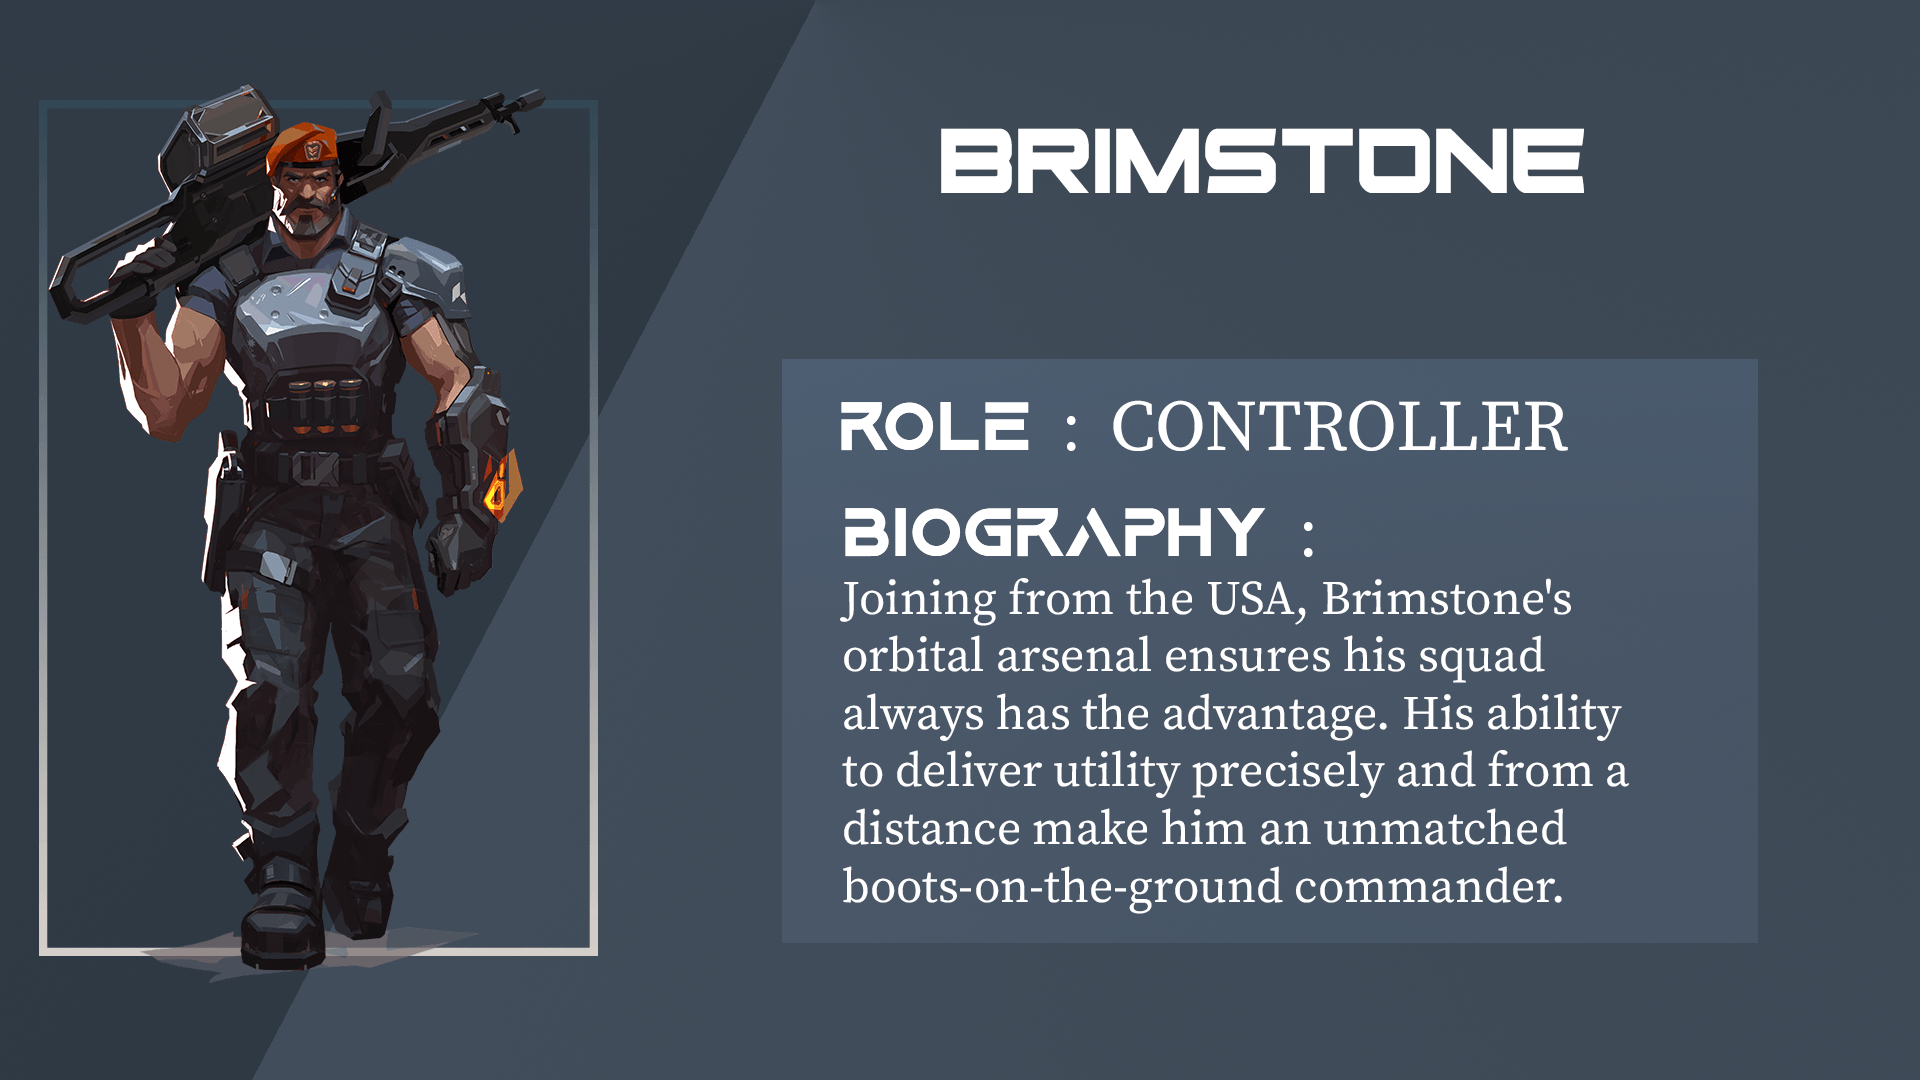 BRIMSTONE
ROLE : CONTROLLER
BIOGRAPHY :
Joining from the USA, Brimstone's
orbital arsenal ensures his squad
always has the advantage. His ability
to deliver utility precisely and from a
distance make him an unmatched
boots-on-the-ground commander.